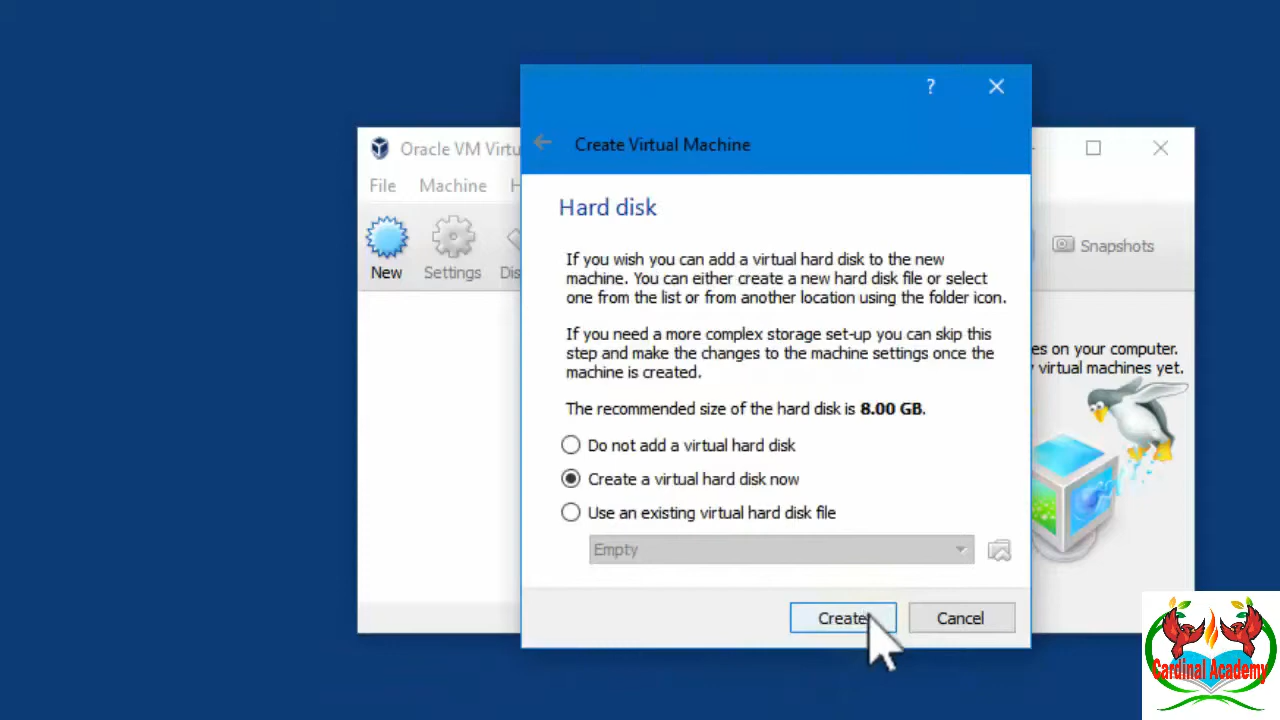 ?
Create Virtual Machine
Oracle VM Virtu
File Machine H
New Settings Dis
Snapshots
Hard disk
If you wish you can add a virtual hard disk to the new
machine. You can either create a new hard disk file or select
one from the list or from another location using the folder icon.
If you need a more complex storage set-up you can skip this
step and make the changes to the machine settings once the
machine is created.
The recommended size of the hard disk is 8.00 GB.
Do not add a virtual hard disk
Create a virtual hard disk now
Use an existing virtual hard disk file
Empty
Create Cancel
es on your computer.
virtual machines yet.
Cardinal Academy